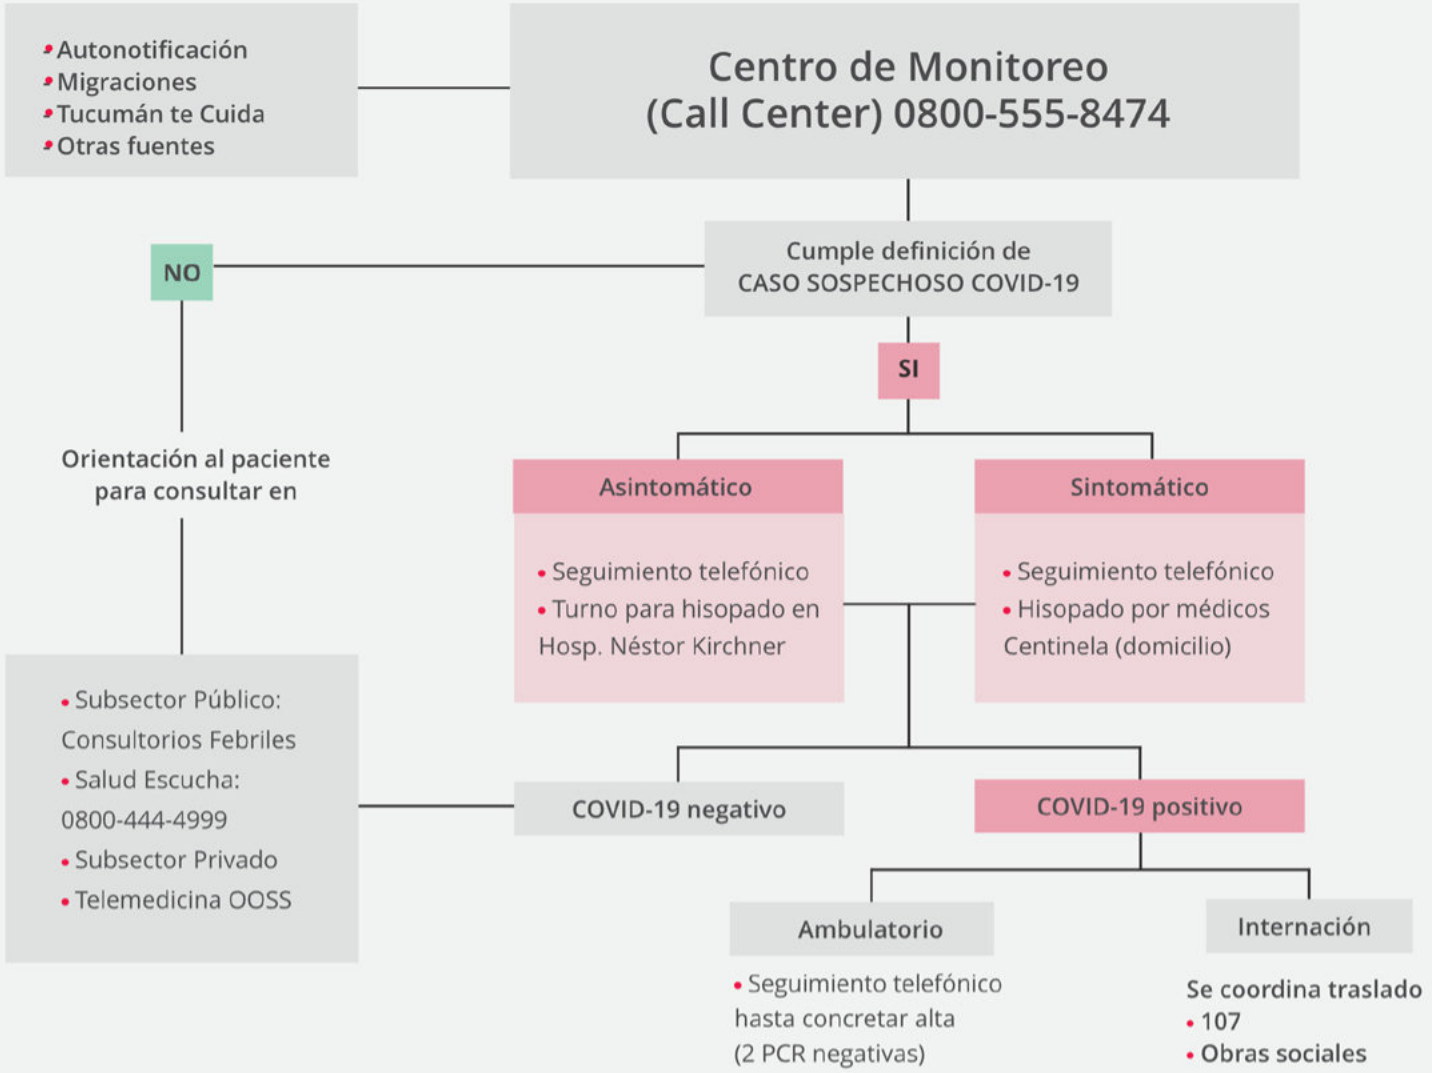 • Autonotificación
• Migraciones
• Tucumán te Cuida
• Otras fuentes
Centro de Monitoreo
(Call Center) 0800-555-8474
Cumple definición de
CASO SOSPECHOSO COVID-19
NO
SI
Orientación al paciente
para consultar en
Asintomático
• Seguimiento telefónico
• Turno para hisopado en
Hosp. Néstor Kirchner
Sintomático
• Seguimiento telefónico
• Hisopado por médicos
Centinela (domicilio)
• Subsector Público:
Consultorios Febriles
• Salud Escucha:
0800-444-4999
• Subsector Privado
• Telemedicina OOSS
COVID-19 negativo
COVID-19 positivo
Ambulatorio
• Seguimiento telefónico
hasta concretar alta
(2 PCR negativas)
Internación
Se coordina traslado
• 107
• Obras sociales